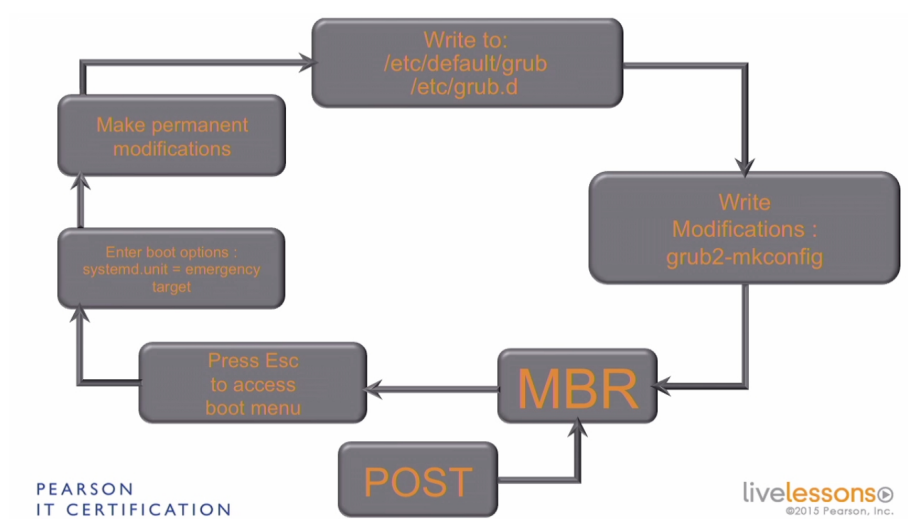 Write to:
/etc/default/grub
/etc/grub.d
Make permanent
modifications
Write
Modifications :
grub2-mkconfig
Enter boot options :
systemd.unit = emergency
target
Press Esc
to access
boot menu
MBR
POST
PEARSON
IT CERTIFICATION
livelessons
©2015 Pearson, Inc.